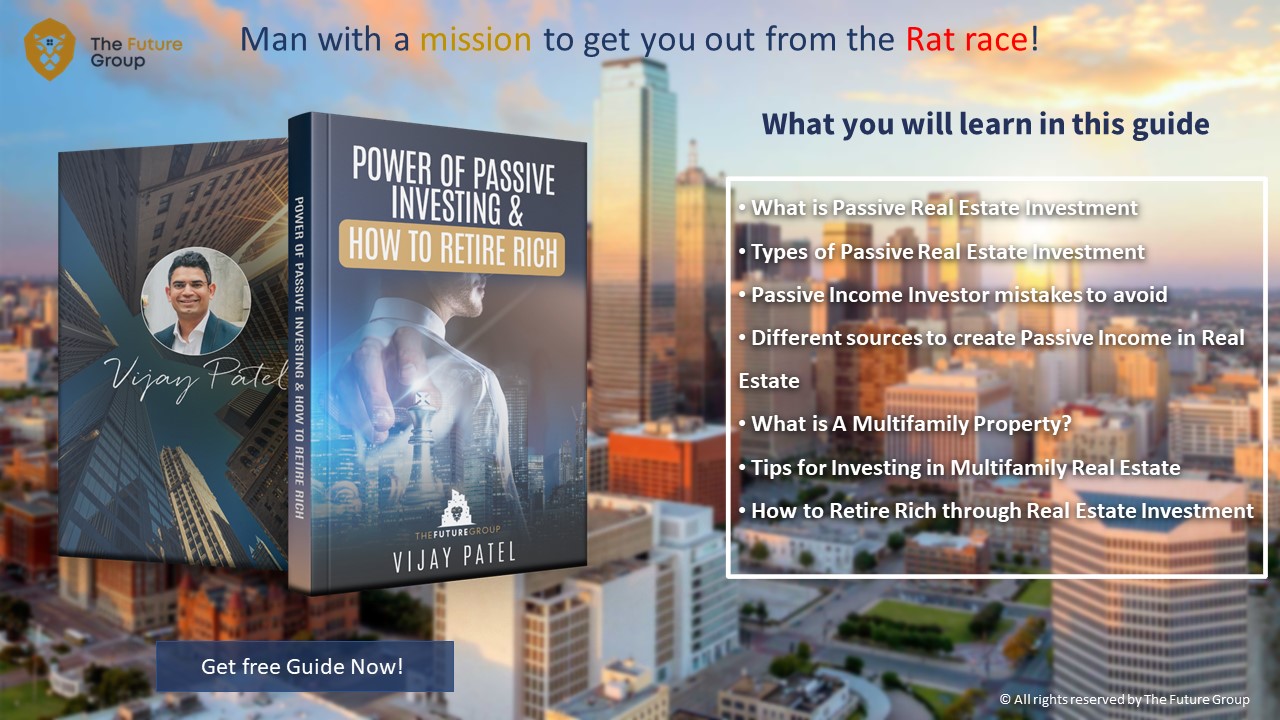 The Future
Group
Man with a mission to get you out from the Rat race!
Vijay Patel
POWER OF PASSIVE INVESTING & HOW TO RETIRE RICH
POWER OF PASSIVE
INVESTING &
HOW TO RETIRE RICH
THEFUTUREGROUP
VIJAY PATEL
What you will learn in this guide
• What is Passive Real Estate Investment
• Types of Passive Real Estate Investment
• Passive Income Investor mistakes to avoid
• Different sources to create Passive Income in Real
Estate
• What is A Multifamily Property?
• Tips for Investing in Multifamily Real Estate
• How to Retire Rich through Real Estate Investment
Get free Guide Now!
© All rights reserved by The Future Group